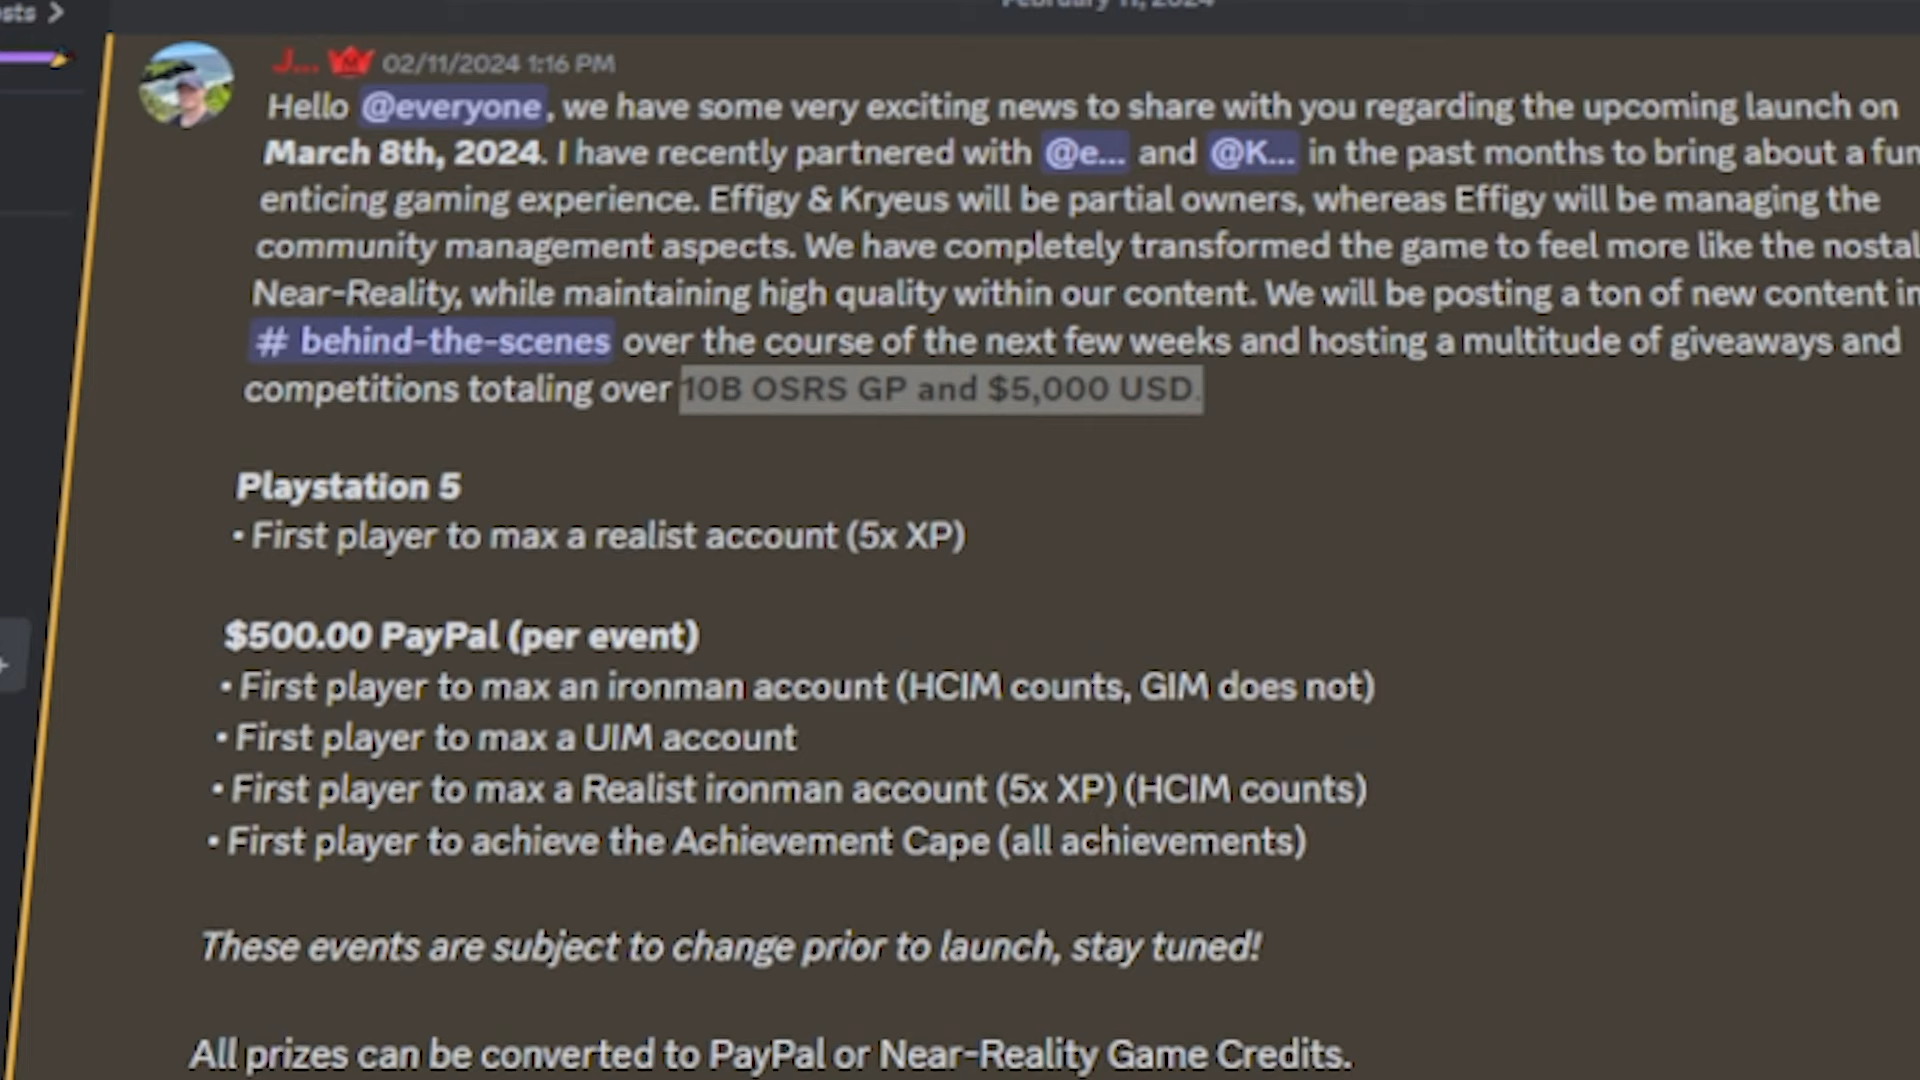 sts >
February 11, 2024
J... 02/11/2024 1:16 PM
Hello @everyone, we have some very exciting news to share with you regarding the upcoming launch on
March 8th, 2024. I have recently partnered with @e... and @K... in the past months to bring about a fun
enticing gaming experience. Effigy & Kryeus will be partial owners, whereas Effigy will be managing the
community management aspects. We have completely transformed the game to feel more like the nostal
Near-Reality, while maintaining high quality within our content. We will be posting a ton of new content in
# behind-the-scenes over the course of the next few weeks and hosting a multitude of giveaways and
competitions totaling over 10B OSRS GP and $5,000 USD.
Playstation 5
• First player to max a realist account (5x XP)
$500.00 PayPal (per event)
• First player to max an ironman account (HCIM counts, GIM does not)
• First player to max a UIM account
• First player to max a Realist ironman account (5x XP) (HCIM counts)
• First player to achieve the Achievement Cape (all achievements)
These events are subject to change prior to launch, stay tuned!
All prizes can be converted to PayPal or Near-Reality Game Credits.